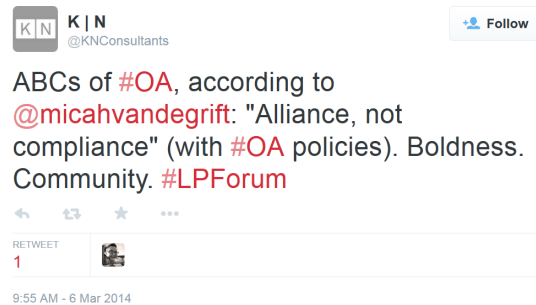 K|N
K | N
@KNConsultants
Follow
ABCs of #OA, according to
@micahvandegrift: "Alliance, not
compliance" (with #OA policies). Boldness.
Community. #LPForum
RETWEET
1
9:55 AM - 6 Mar 2014